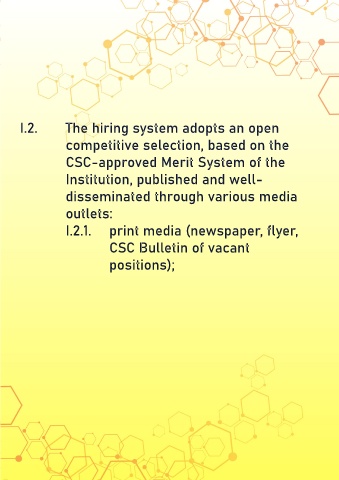 I.2. The hiring system adopts an open
competitive selection, based on the
CSC-approved Merit System of the
Institution, published and well-
disseminated through various media
outlets:
I.2.1. print media (newspaper, flyer,
CSC Bulletin of vacant
positions);